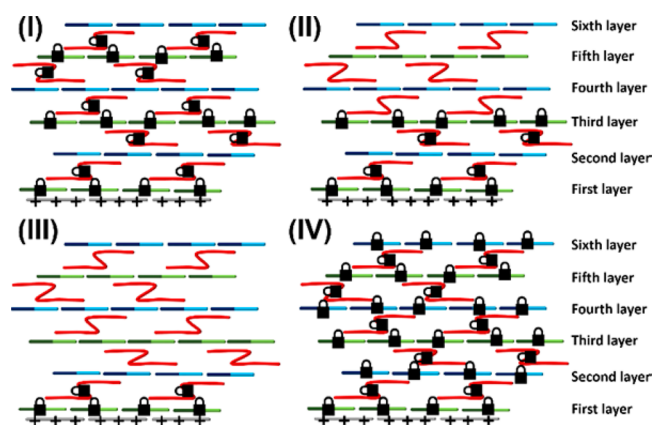 (I)
(II)
Sixth layer
Fifth layer
Fourth layer
Third layer
Second layer
First layer
+ + + + + + + +
+ + + + + + + +
(III)
(IV)
Sixth layer
Fifth layer
Fourth layer
Third layer
Second layer
First layer
+ + + + + + + +
+ + + + + + + +